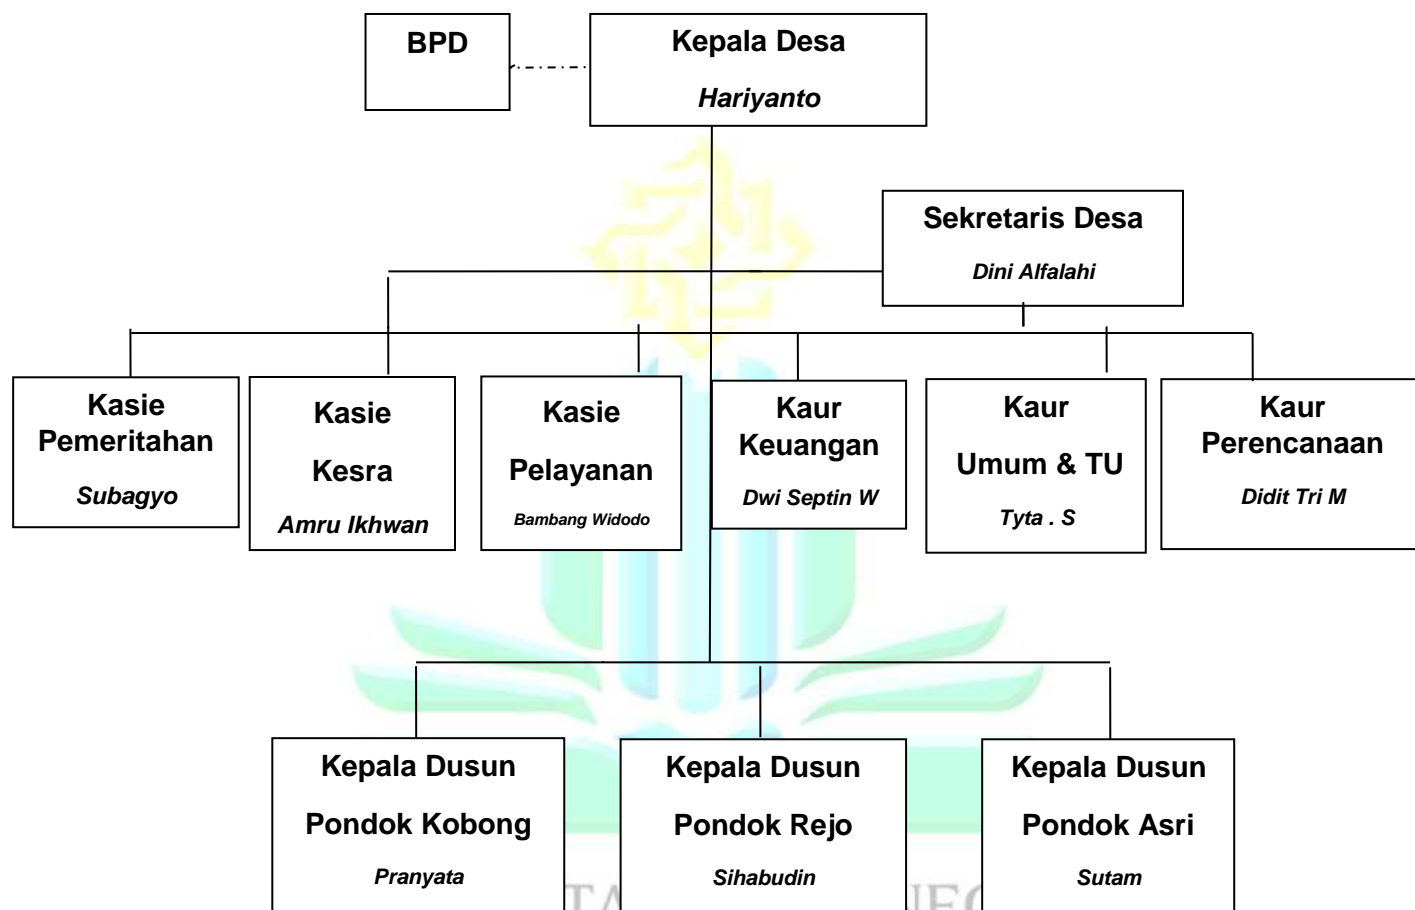 BPD
Kepala Desa
Hariyanto
Sekretaris Desa
Dini Alfalahi
Kasie
Pemeritahan
Subagyo
Kasie
Kesra
Amru Ikhwan
Kasie
Pelayanan
Bambang Widodo
Kaur
Keuangan
Dwi Septin W
Kaur
Umum & TU
Tyta . S
Kaur
Perencanaan
Didit Tri M
Kepala Dusun
Pondok Kobong
Pranyata
Kepala Dusun
Pondok Rejo
Sihabudin
Kepala Dusun
Pondok Asri
Sutam